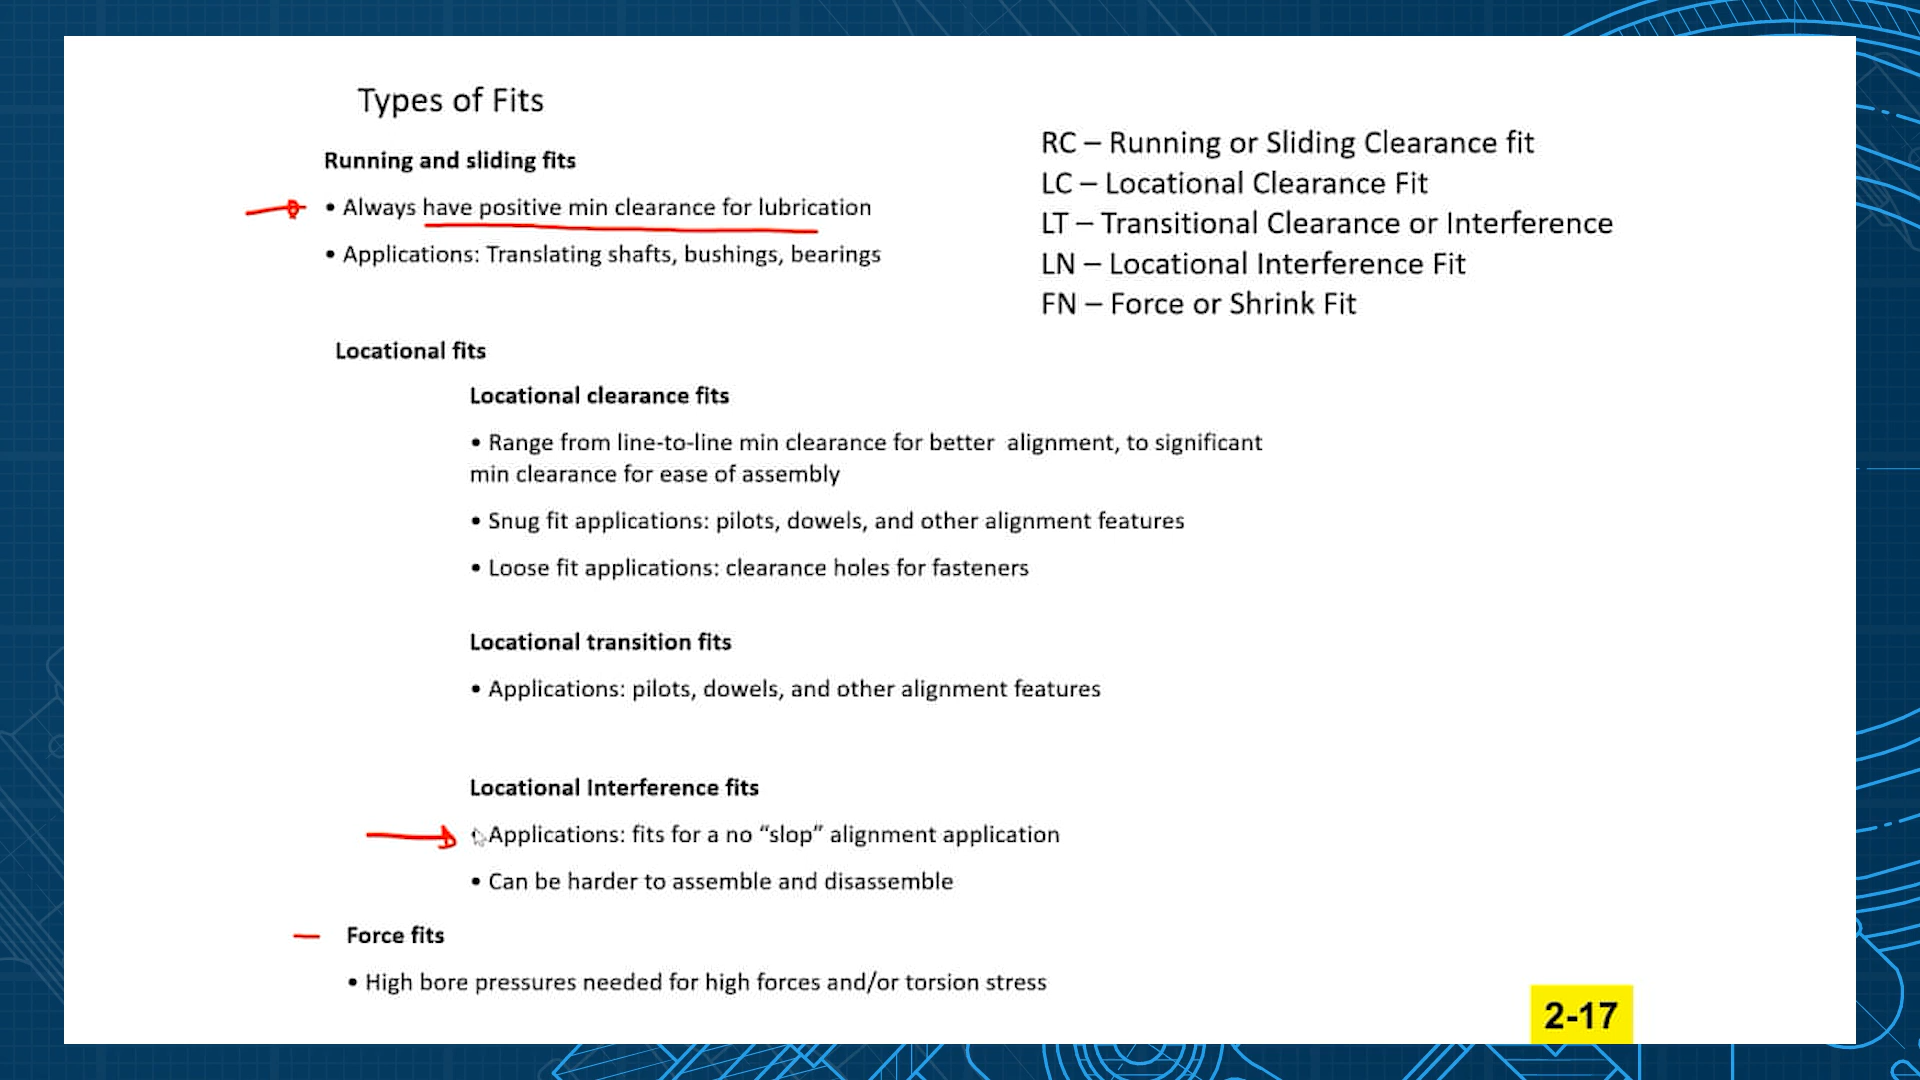 Types of Fits
Running and sliding fits
• Always have positive min clearance for lubrication
• Applications: Translating shafts, bushings, bearings
RC – Running or Sliding Clearance fit
LC – Locational Clearance Fit
LT – Transitional Clearance or Interference
LN – Locational Interference Fit
FN – Force or Shrink Fit
Locational fits
Locational clearance fits
• Range from line-to-line min clearance for better  alignment, to significant
min clearance for ease of assembly
• Snug fit applications: pilots, dowels, and other alignment features
• Loose fit applications: clearance holes for fasteners
Locational transition fits
• Applications: pilots, dowels, and other alignment features
Locational Interference fits
• Applications: fits for a no “slop” alignment application
• Can be harder to assemble and disassemble
Force fits
• High bore pressures needed for high forces and/or torsion stress
2-17